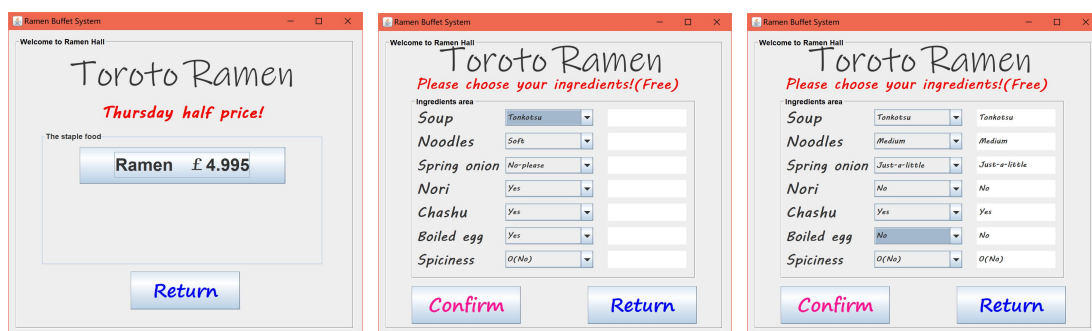 Ramen Buffet System
Welcome to Ramen Hall
Toroto Ramen
Thursday half price!
The staple food
Ramen £ 4.995
Return
Ramen Buffet System
Welcome to Ramen Hall
Toroto Ramen
Please choose your ingredients!(Free)
Ingredients area
Soup Tonkotsu
Noodles Soft
Spring onion No-please
Nori Yes
Chashu Yes
Boiled egg Yes
Spiciness 0(No)
Confirm Return
Ramen Buffet System
Welcome to Ramen Hall
Toroto Ramen
Please choose your ingredients!(Free)
Ingredients area
Soup Tonkotsu Tonkotsu
Noodles Medium Medium
Spring onion Just-a-little Just-a-little
Nori No No
Chashu Yes Yes
Boiled egg No No
Spiciness 0(No) 0(No)
Confirm Return